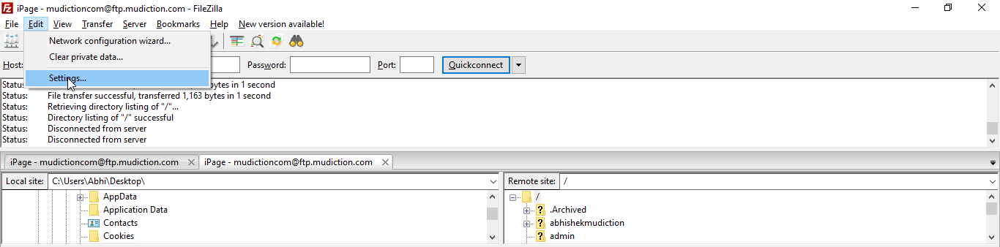 iPage - mudictioncom@ftp.mudiction.com - FileZilla
File Edit View Transfer Server Bookmarks Help New version available!
Network configuration wizard...
Clear private data...
Settings...
Host: Password: Port: Quickconnect
Status: bytes in 1 second
Status: File transfer successful, transferred 1,163 bytes in 1 second
Status: Retrieving directory listing of "/"...
Status: Directory listing of "/" successful
Status: Disconnected from server
Status: Disconnected from server
iPage - mudictioncom@ftp.mudiction.com iPage - mudictioncom@ftp.mudiction.com
Local site: C:\Users\Abhi\Desktop\ Remote site: /
AppData /
Application Data .Archived
Contacts abhishekmudiction
Cookies admin